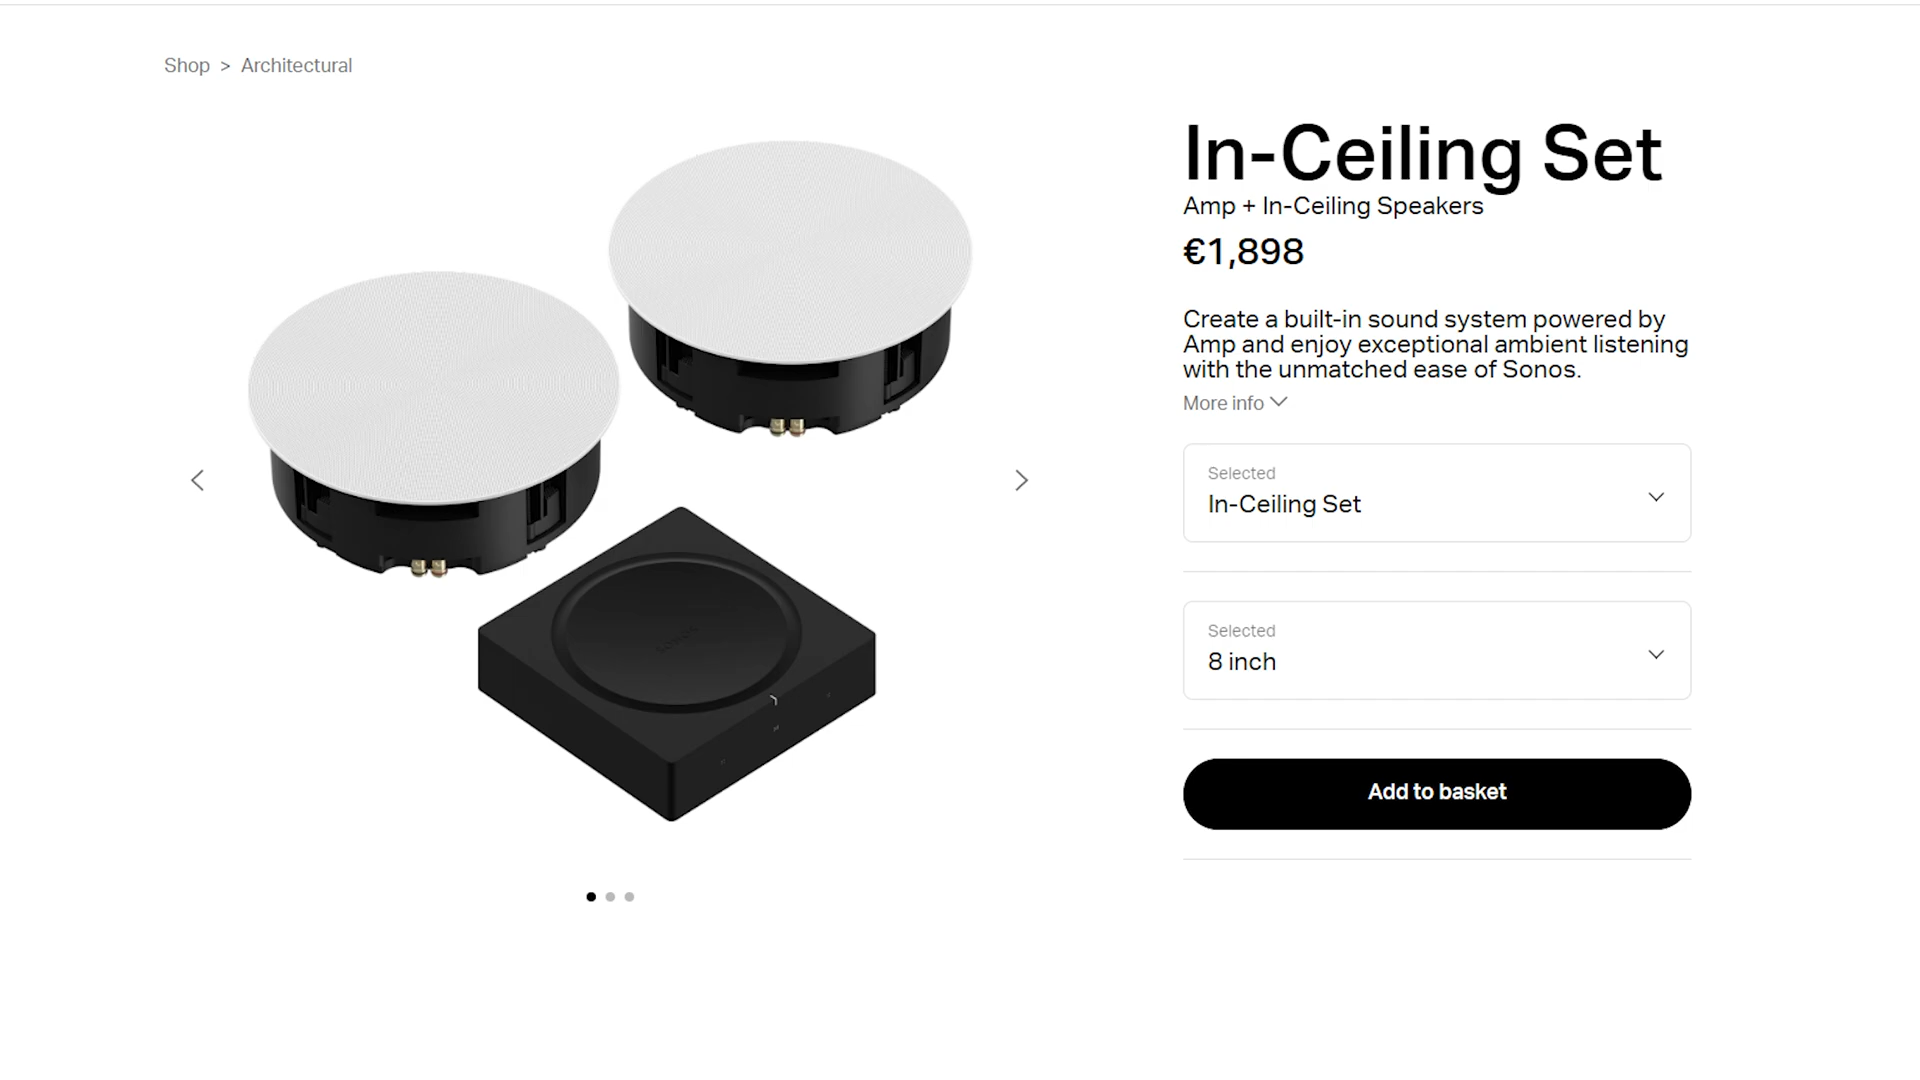 Shop > Architectural
In-Ceiling Set
Amp + In-Ceiling Speakers
€1,898
Create a built-in sound system powered by
Amp and enjoy exceptional ambient listening
with the unmatched ease of Sonos.
More info
Selected
In-Ceiling Set
Selected
8 inch
Add to basket